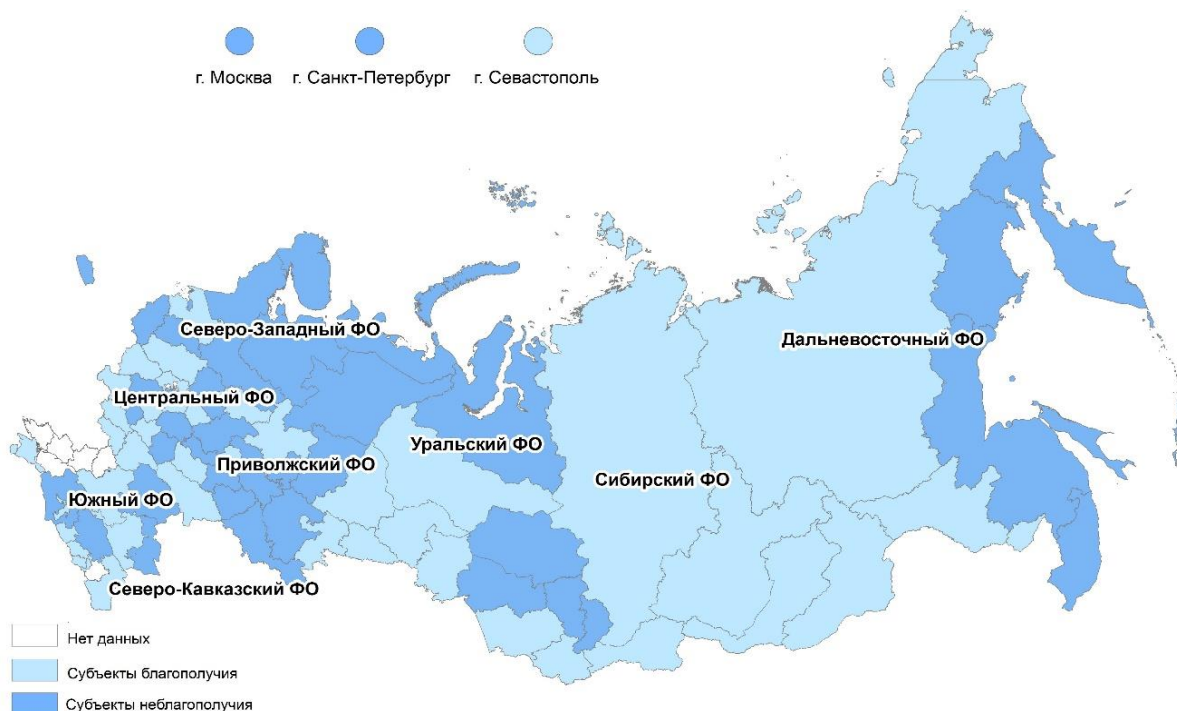 г. Москва
г. Санкт-Петербург
г. Севастополь
Северо-Западный ФО
Дальневосточный ФО
Центральный ФО
Уральский ФО
Приволжский ФО
Сибирский ФО
Южный ФО
Северо-Кавказский ФО
Нет данных
Субъекты благополучия
Субъекты неблагополучия